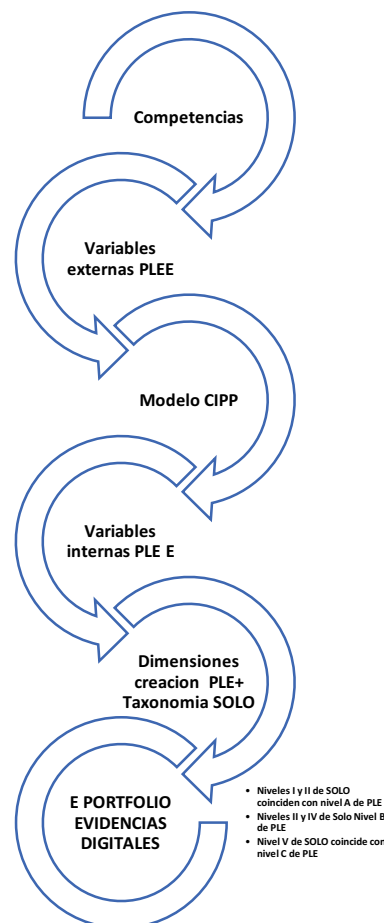 Competencias
Variables
externas PLEE
Modelo CIPP
Variables
internas PLE E
Dimensiones
creacion PLE+
Taxonomia SOLO
E PORTFOLIO
EVIDENCIAS
DIGITALES
• Niveles I y II de SOLO
coinciden con nivel A de PLE
• Niveles II y IV de Solo Nivel B
de PLE
• Nivel V de SOLO coincide con
nivel C de PLE